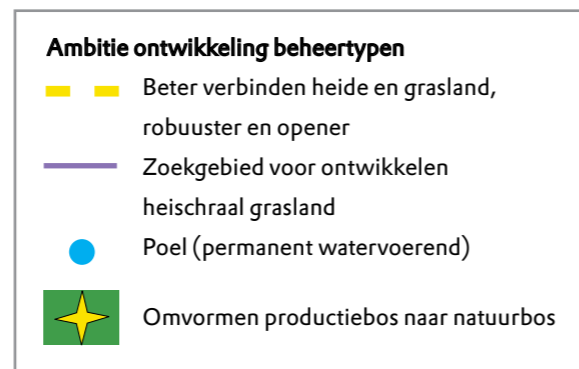 Ambitie ontwikkeling beheertypen
Beter verbinden heide en grasland,
robuuster en opener
Zoekgebied voor ontwikkelen
heischraal grasland
Poel (permanent watervoerend)
Omvormen productiebos naar natuurbos